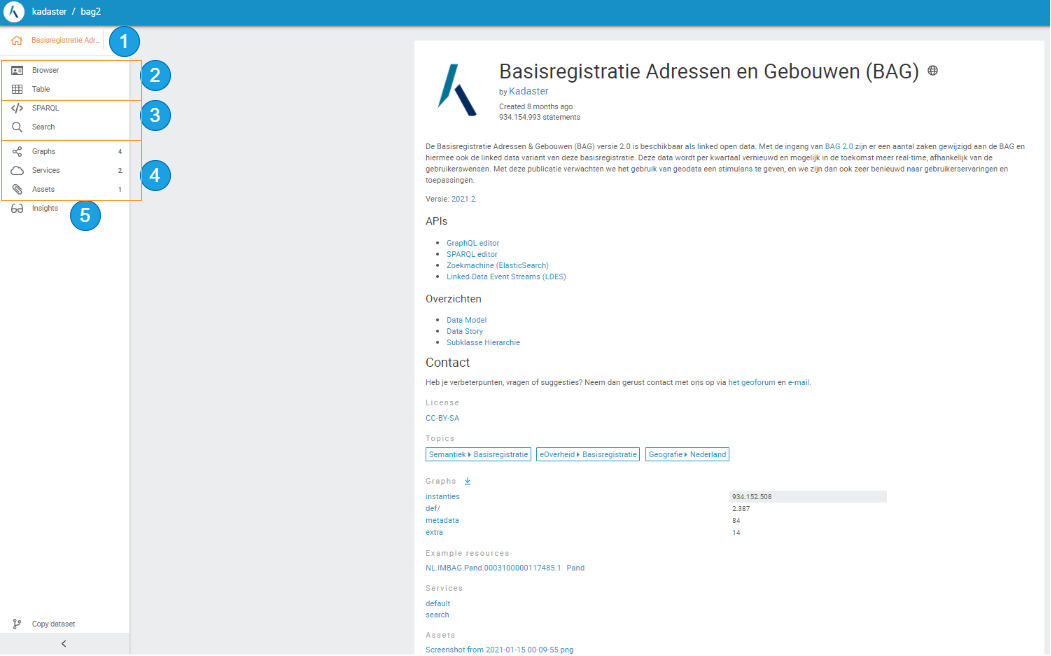 kadaster / bag2
Basisregistratie Adr...
1
Browser
2
Table
SPARQL
3
Search
Graphs 4
Services 2
4
Assets 1
Insights
5
Copy dataset
Basisregistratie Adressen en Gebouwen (BAG)
by Kadaster
Created 8 months ago
934.154.993 statements
De Basisregistratie Adressen & Gebouwen (BAG) versie 2.0 is beschikbaar als linked open data. Met de ingang van BAG 2.0 zijn er een aantal zaken gewijzigd aan de BAG en
hiermee ook de linked data variant van deze basisregistratie. Deze data wordt per kwartaal vernieuwd en mogelijk in de toekomst meer real-time, afhankelijk van de
gebruikerswensen. Met deze publicatie verwachten we het gebruik van geodata een stimulans te geven, en we zijn dan ook zeer benieuwd naar gebruikerservaringen en
toepassingen.
Versie: 2021.2
APIs
GraphQL editor
SPARQL editor
Zoekmachine (ElasticSearch)
Linked Data Event Streams (LDES)
Overzichten
Data Model
Data Story
Subklasse Hierarchie
Contact
Heb je verbeterpunten, vragen of suggesties? Neem dan gerust contact met ons op via het geoforum en e-mail.
License
CC-BY-SA
Topics
Semantiek ▸ Basisregistratie eOverheid ▸ Basisregistratie Geografie ▸ Nederland
Graphs
instanties 934.152.508
def/ 2.387
metadata 84
extra 14
Example resources
NL.IMBAG.Pand.0003100000117485.1 Pand
Services
default
search
Assets
Screenshot from 2021-01-15 00-09-55.png